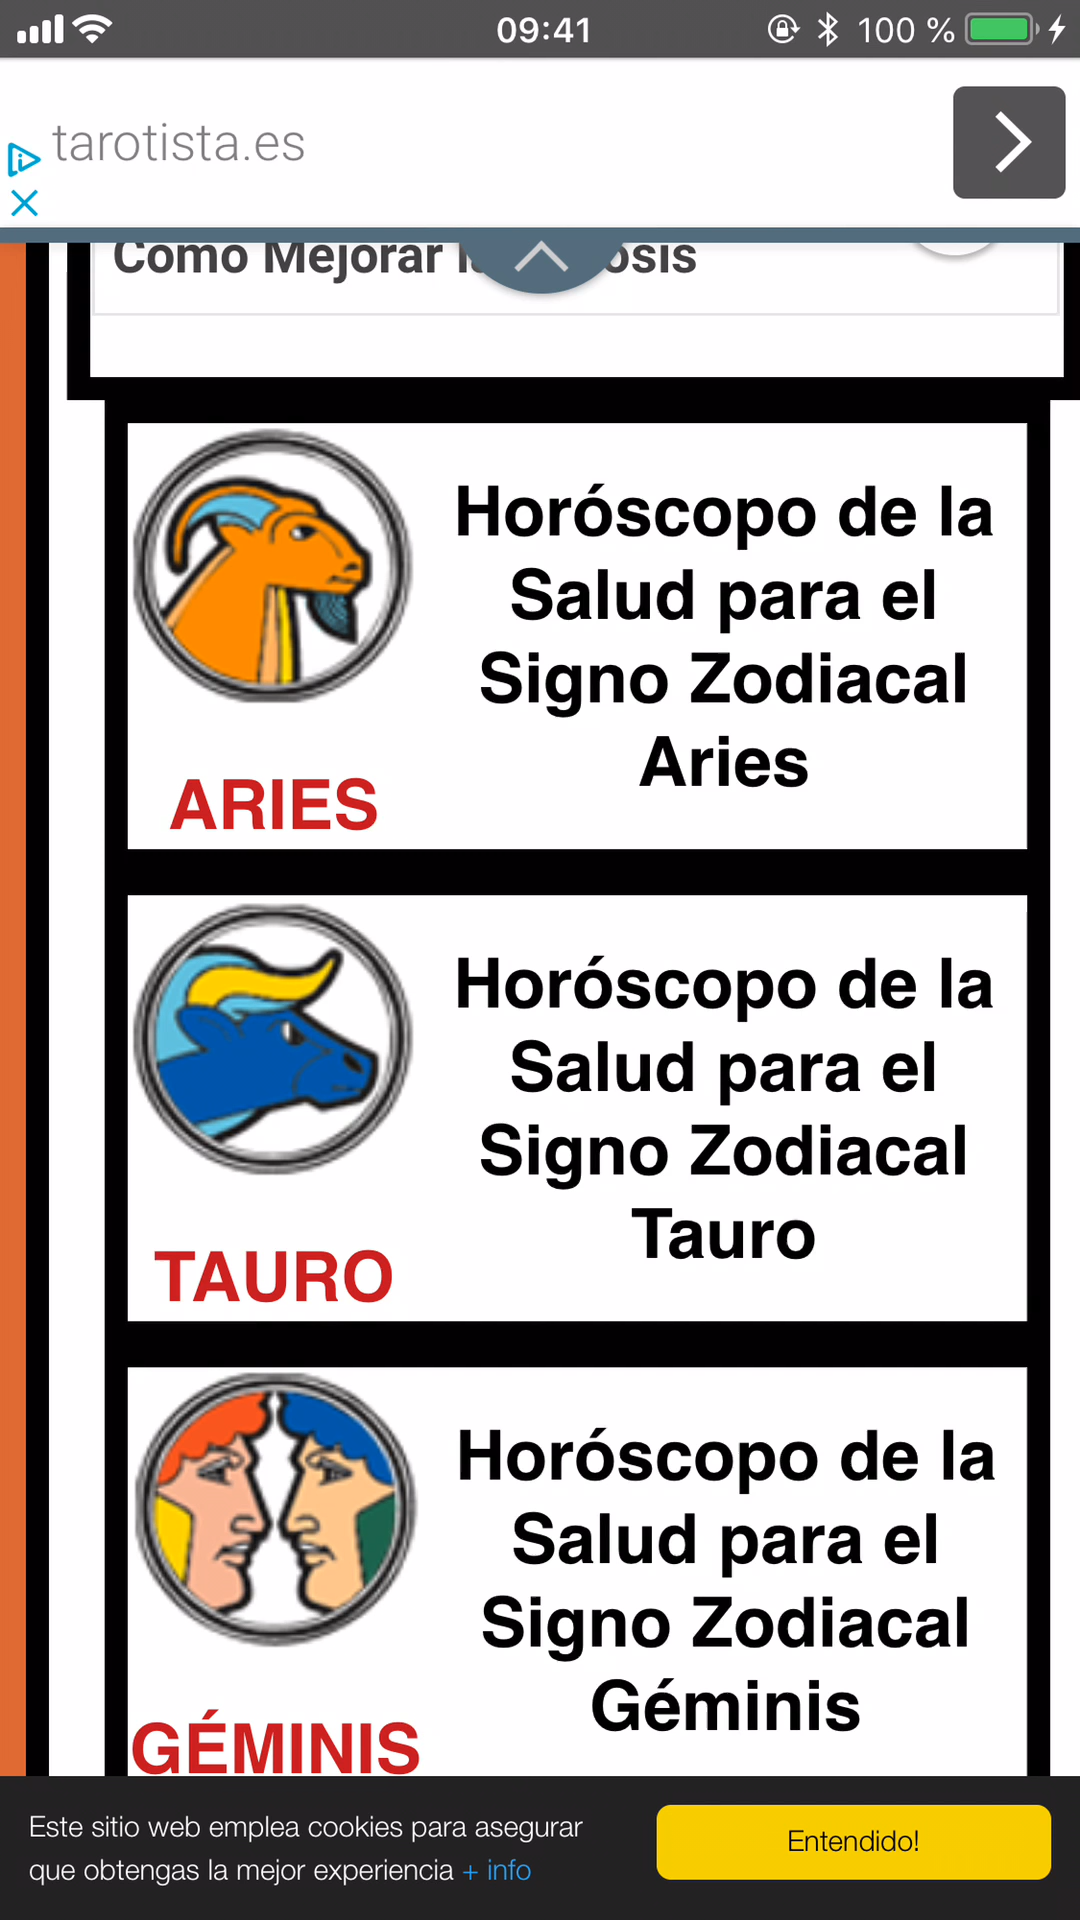 09:41
100 %
tarotista.es
Como Mejorar
Horóscopo de la
Salud para el
Signo Zodiacal
Aries
ARIES
Horóscopo de la
Salud para el
Signo Zodiacal
Tauro
TAURO
Horóscopo de la
Salud para el
Signo Zodiacal
Géminis
GÉMINIS
Este sitio web emplea cookies para asegurar
que obtengas la mejor experiencia + info
Entendido!